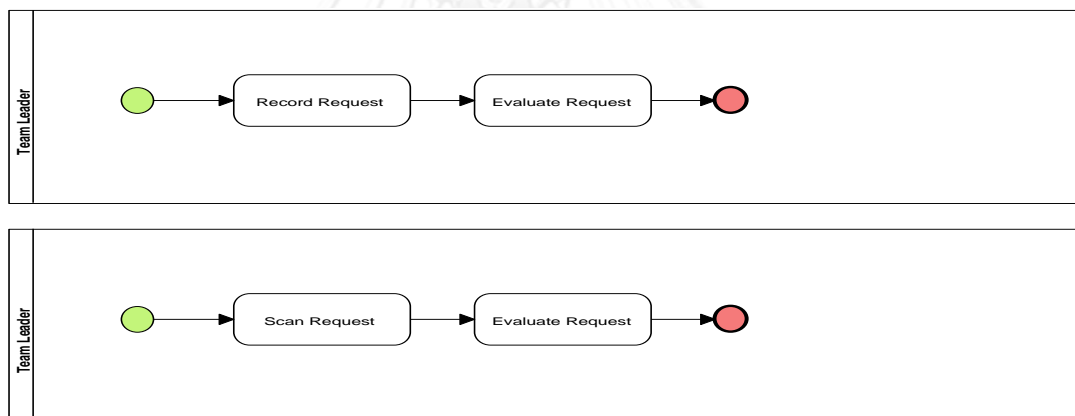 Team Leader
Record Request
Evaluate Request
Team Leader
Scan Request
Evaluate Request